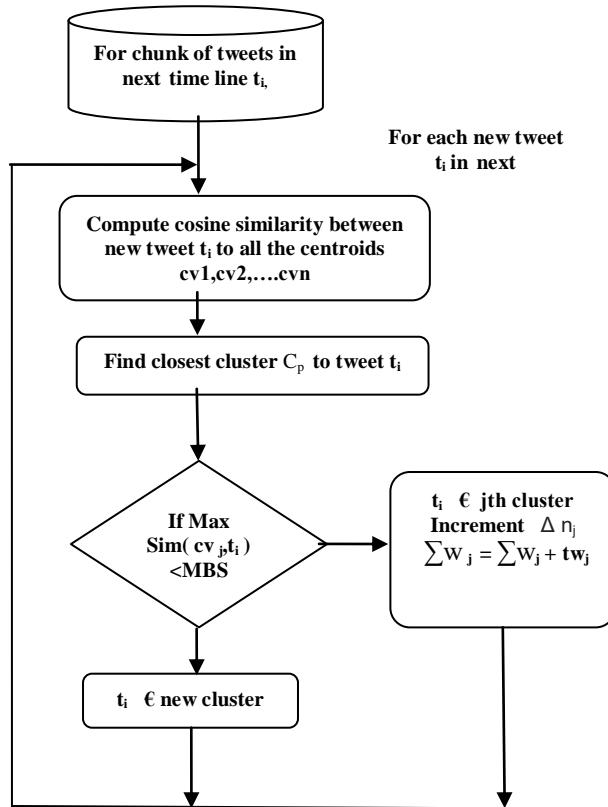 For chunk of tweets in
next time line tᵢ,
For each new tweet
tᵢ in next
Compute cosine similarity between
new tweet tᵢ to all the centroids
cv1,cv2,….cvn
Find closest cluster Cₚ to tweet tᵢ
If Max
Sim( cv ⱼ,tᵢ )
<MBS
tᵢ € jth cluster
Increment Δ nⱼ
∑W ⱼ = ∑Wⱼ + twⱼ
tᵢ € new cluster